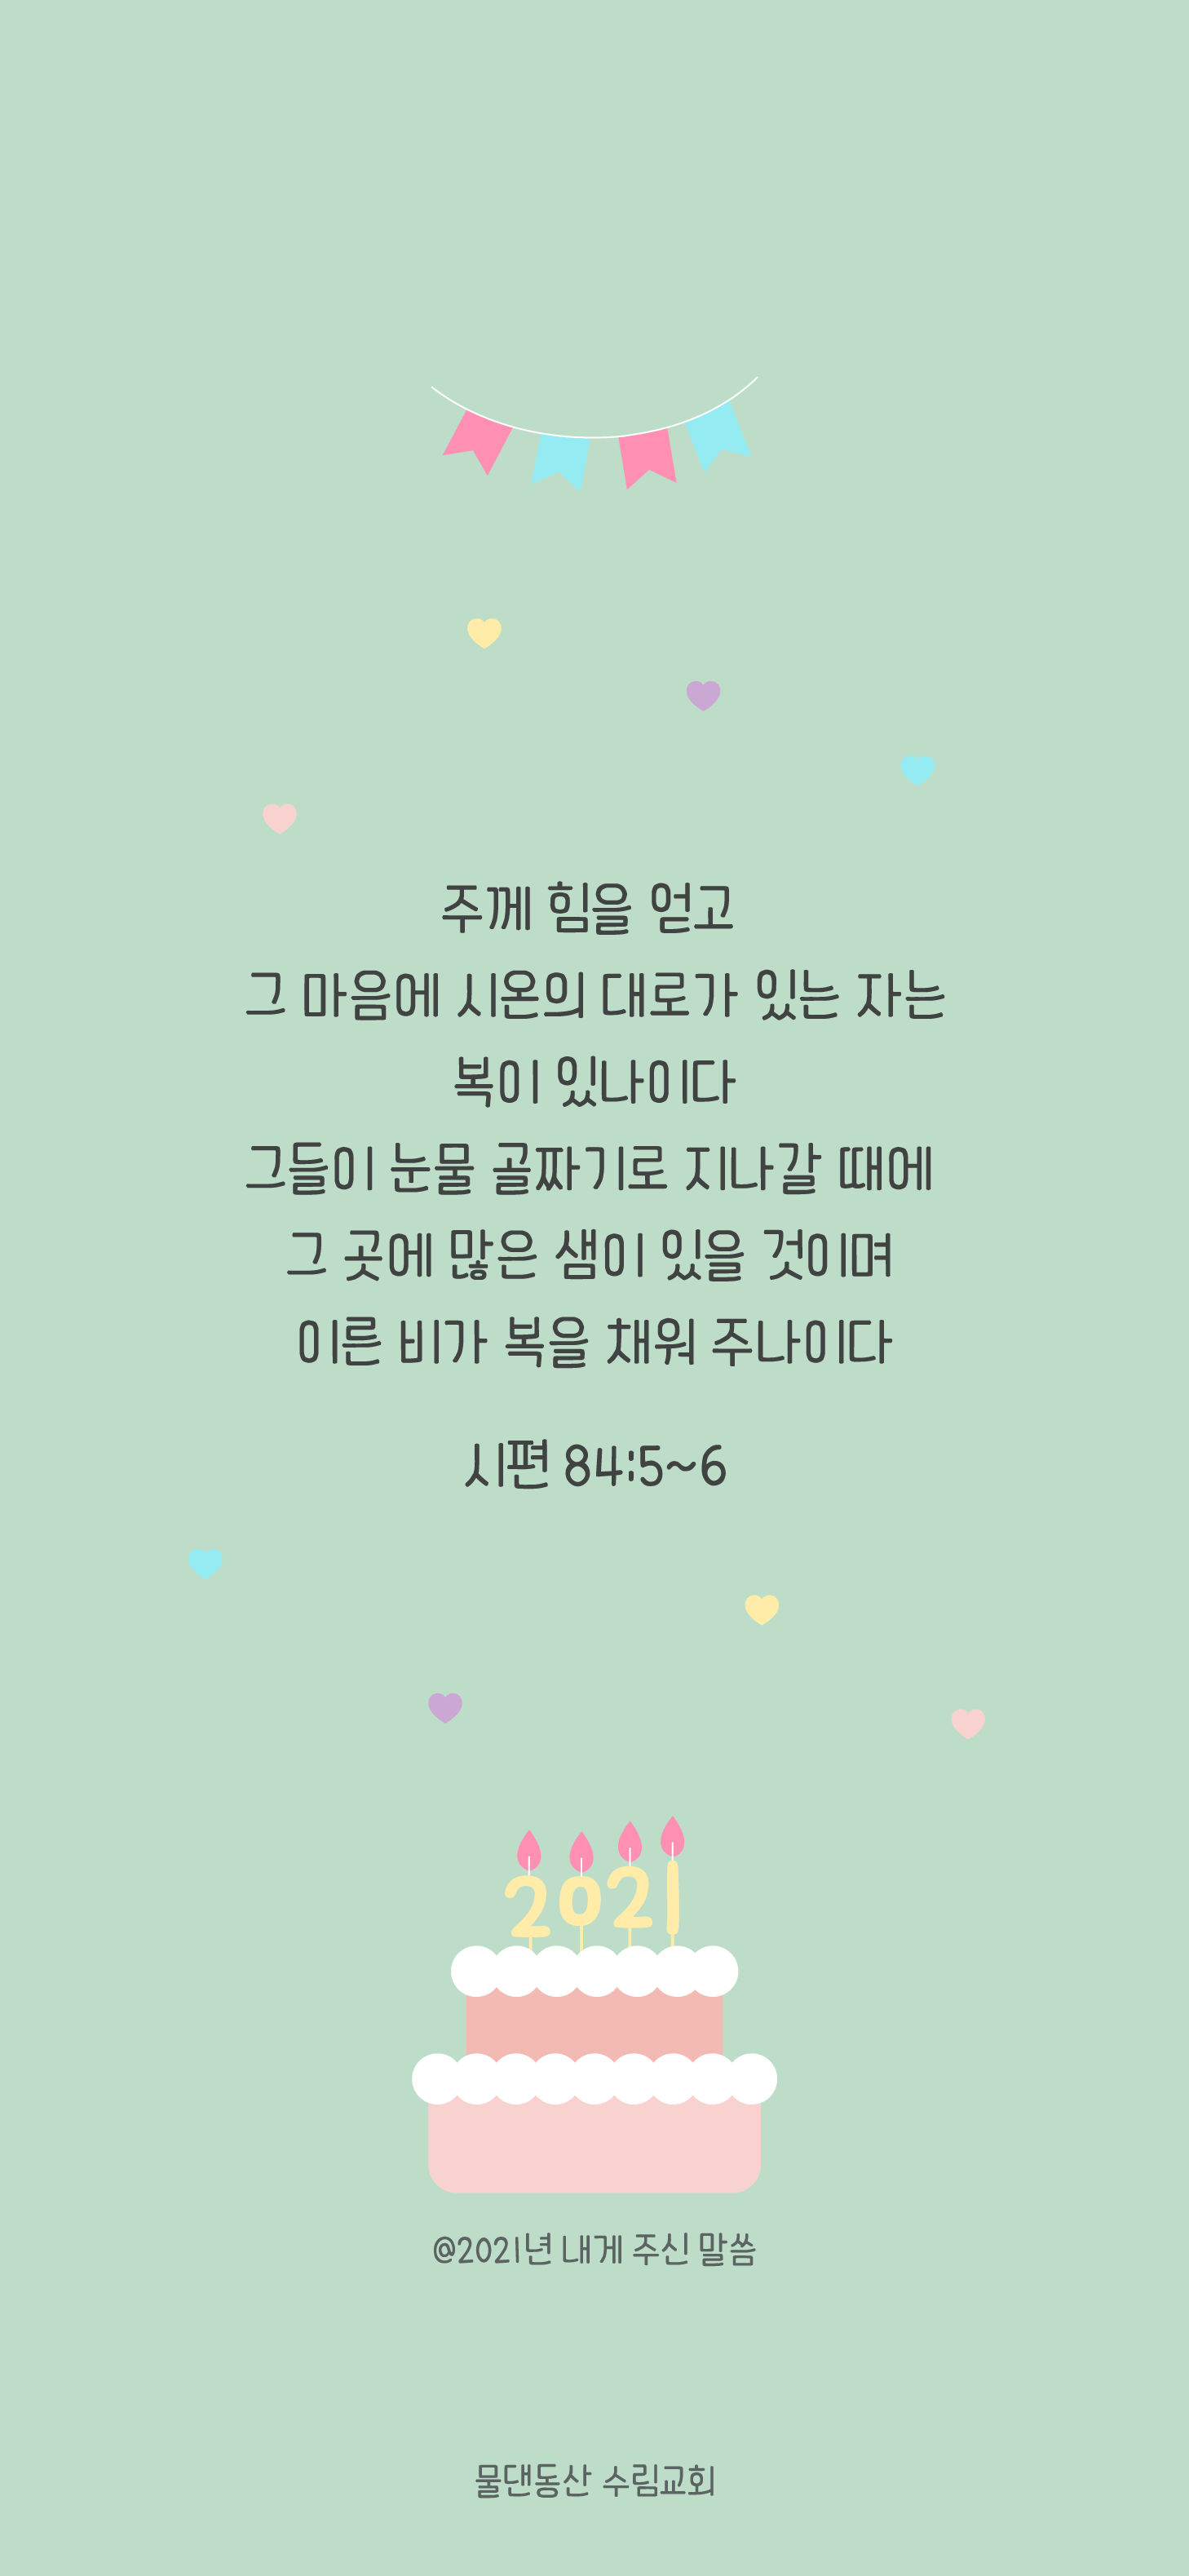 주께 힘을 얻고
그 마음에 시온의 대로가 있는 자는
복이 있나이다
그들이 눈물 골짜기로 지나갈 때에
그 곳에 많은 샘이 있을 것이며
이른 비가 복을 채워 주나이다
시편 84:5~6
2021
@2021년 내게 주신 말씀
물댄동산 수림교회